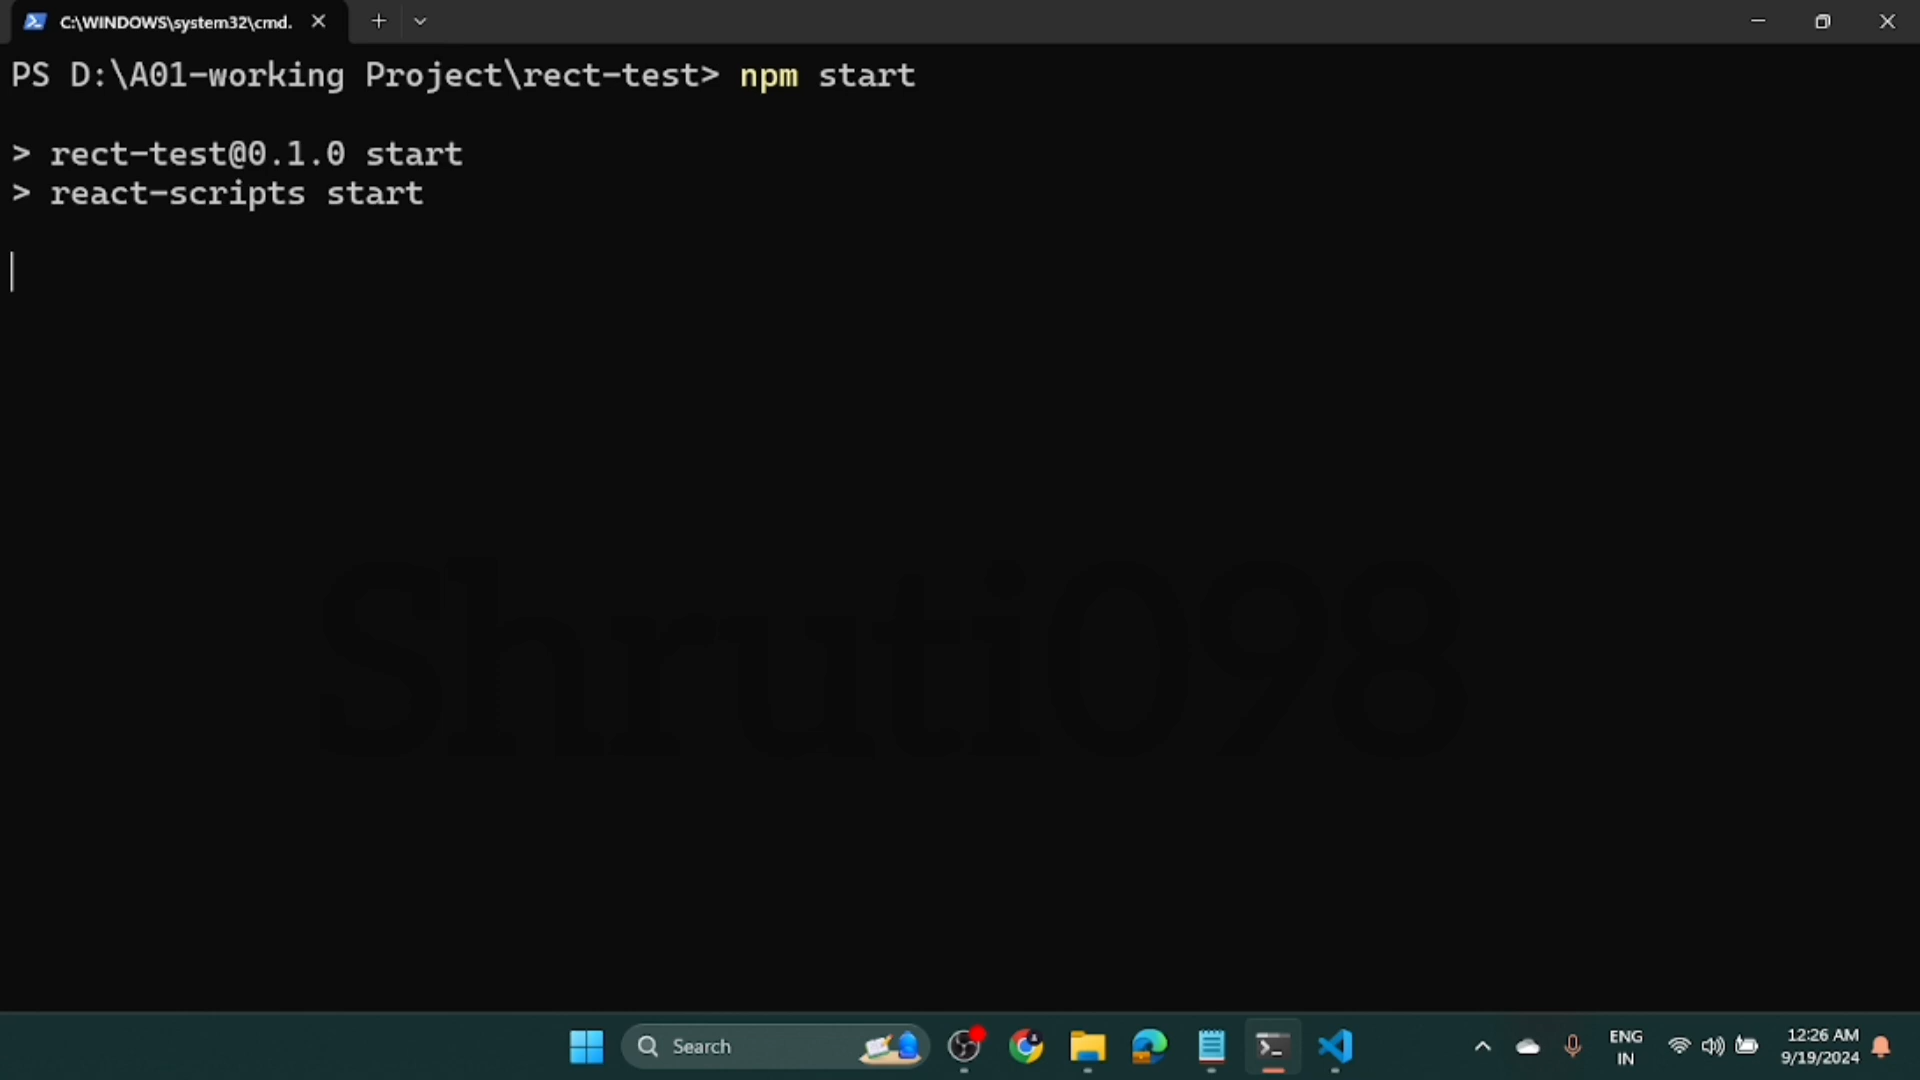 C:\WINDOWS\system32\cmd.
PS D:\A01-working Project\rect-test> npm start
> rect-test@0.1.0 start
> react-scripts start
Shruti098
Search
ENG
IN
12:26 AM
9/19/2024